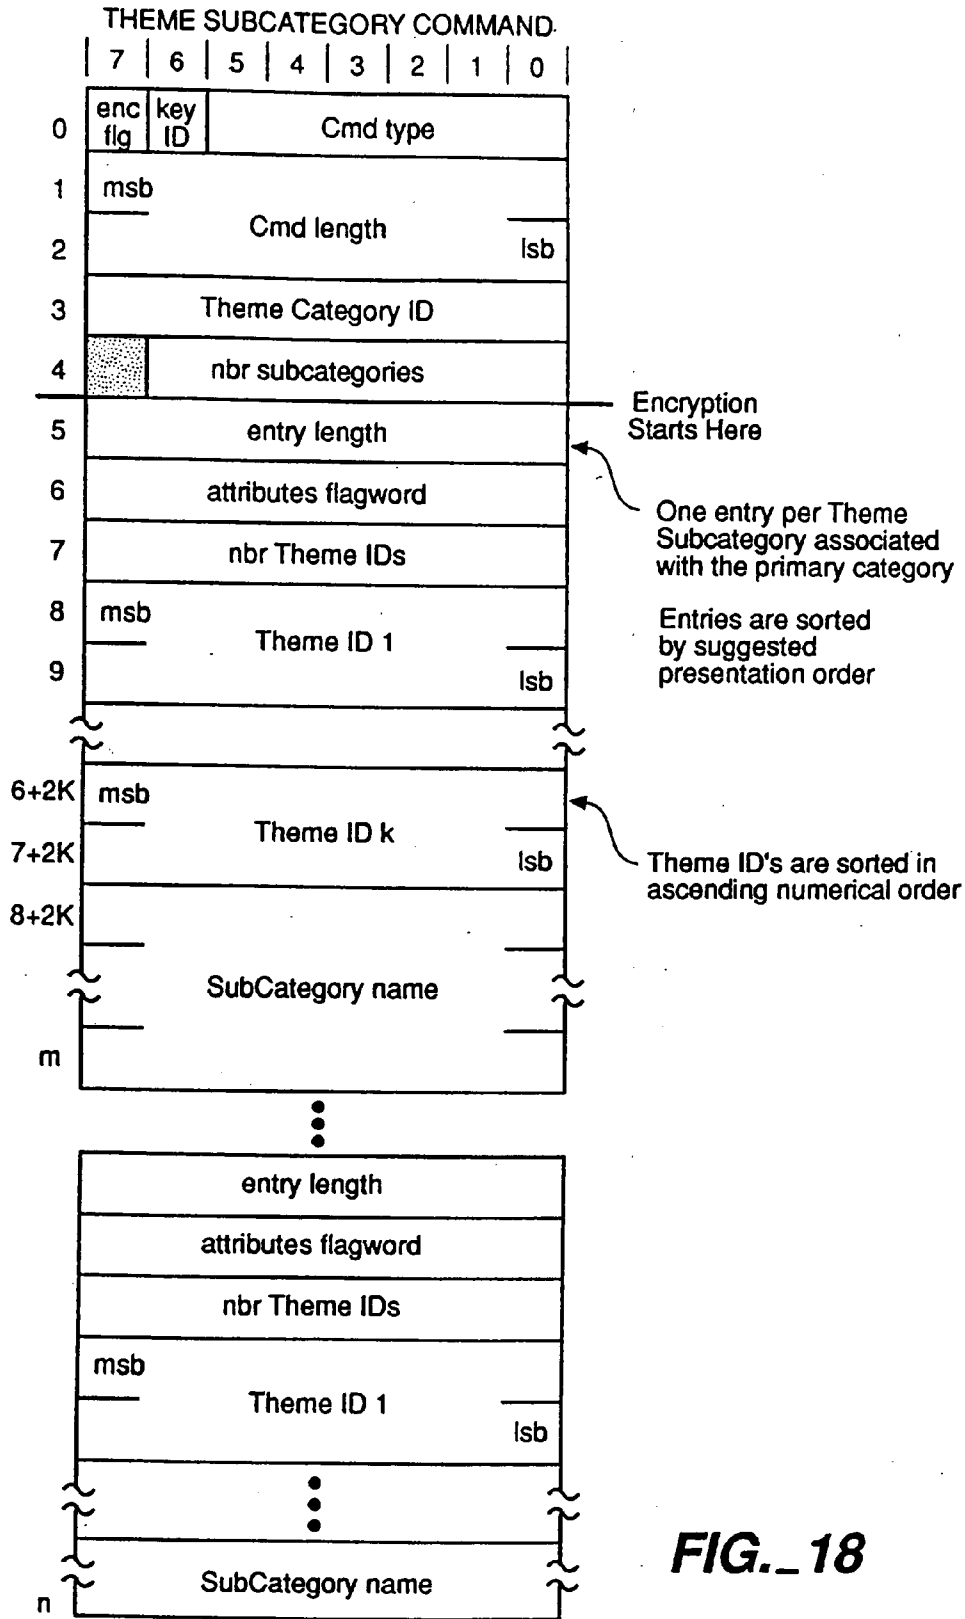 THEME SUBCATEGORY COMMAND
7 6 5 4 3 2 1 0
0 enc flg key ID Cmd type
1 msb
Cmd length
2 lsb
3 Theme Category ID
4 nbr subcategories
Encryption
Starts Here
5 entry length
6 attributes flagword
One entry per Theme
Subcategory associated
with the primary category
7 nbr Theme IDs
Entries are sorted
by suggested
presentation order
8 msb
Theme ID 1
9 lsb
6+2K msb
Theme ID k
7+2K lsb
Theme ID's are sorted in
ascending numerical order
8+2K
SubCategory name
m
entry length
attributes flagword
nbr Theme IDs
msb
Theme ID 1
lsb
SubCategory name
n
FIG._18